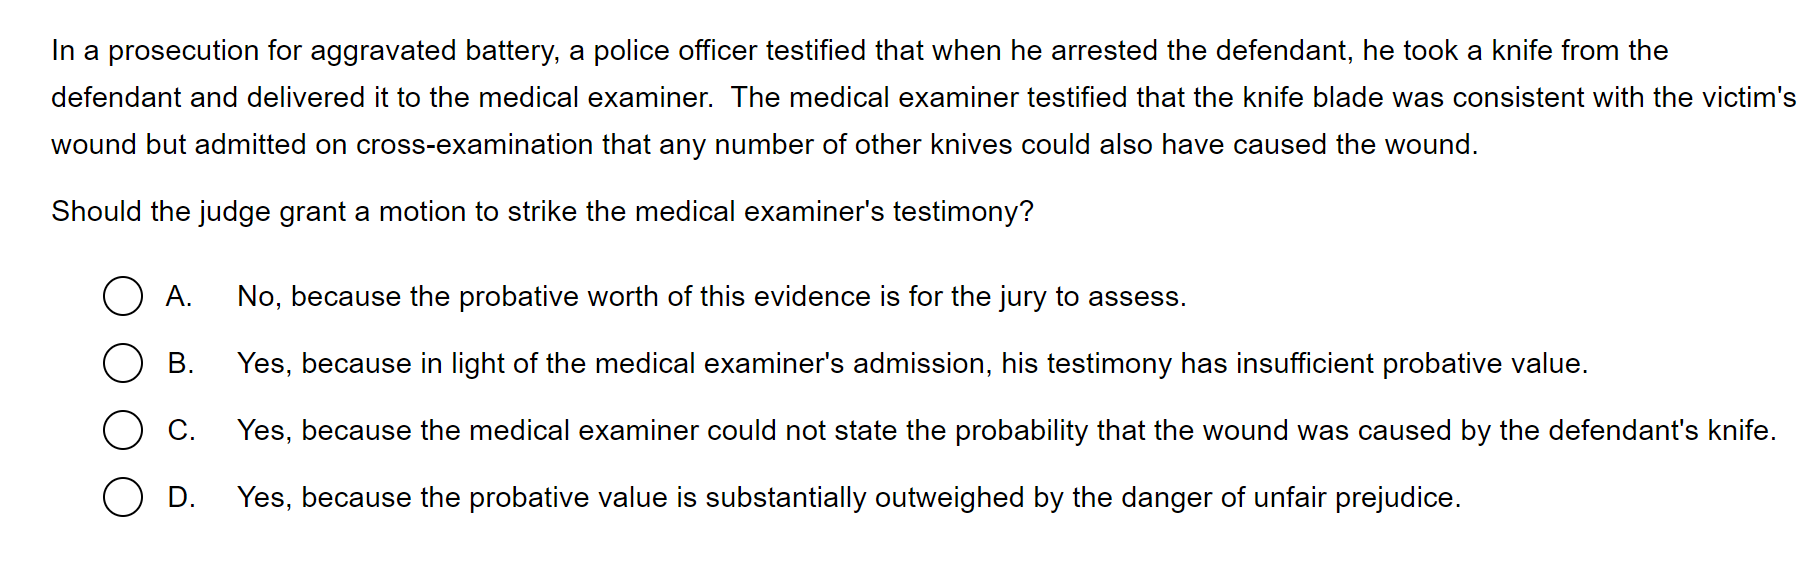 In a prosecution for aggravated battery, a police officer testified that when he arrested the defendant, he took a knife from the
defendant and delivered it to the medical examiner.  The medical examiner testified that the knife blade was consistent with the victim's
wound but admitted on cross-examination that any number of other knives could also have caused the wound.
Should the judge grant a motion to strike the medical examiner's testimony?
A. No, because the probative worth of this evidence is for the jury to assess.
B. Yes, because in light of the medical examiner's admission, his testimony has insufficient probative value.
C. Yes, because the medical examiner could not state the probability that the wound was caused by the defendant's knife.
D. Yes, because the probative value is substantially outweighed by the danger of unfair prejudice.